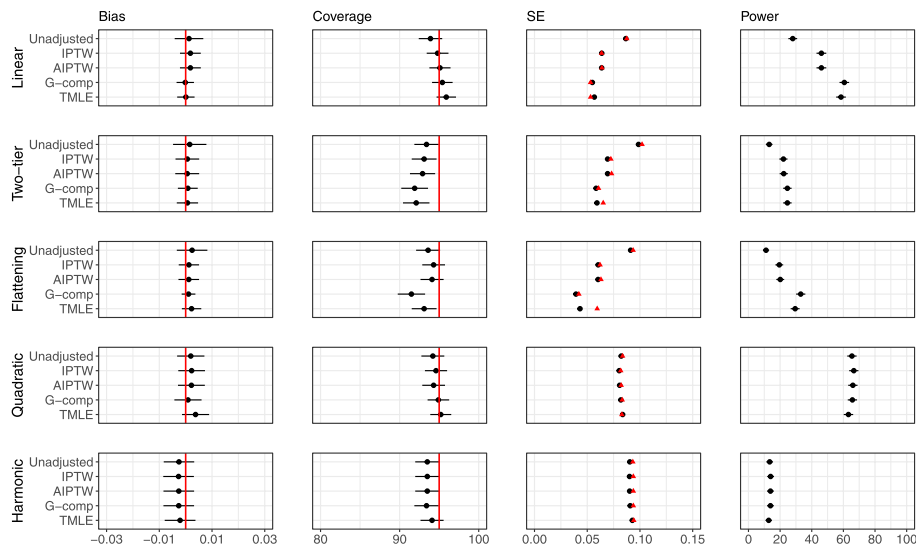 Bias Coverage SE Power
Linear
Unadjusted
IPTW
AIPTW
G−comp
TMLE
Two−tier
Unadjusted
IPTW
AIPTW
G−comp
TMLE
Flattening
Unadjusted
IPTW
AIPTW
G−comp
TMLE
Quadratic
Unadjusted
IPTW
AIPTW
G−comp
TMLE
Harmonic
Unadjusted
IPTW
AIPTW
G−comp
TMLE
−0.03 −0.01 0.01 0.03 80 90 100 0.00 0.05 0.10 0.15 0 20 40 60 80 100